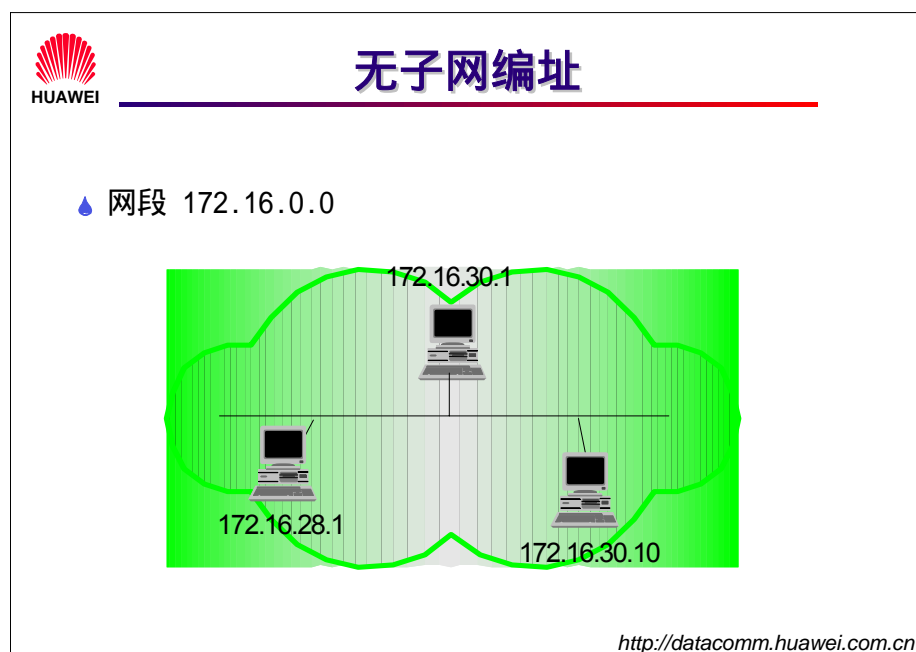 HUAWEI
无子网编址
网段 172.16.0.0
172.16.30.1
172.16.28.1
172.16.30.10
http://datacomm.huawei.com.cn